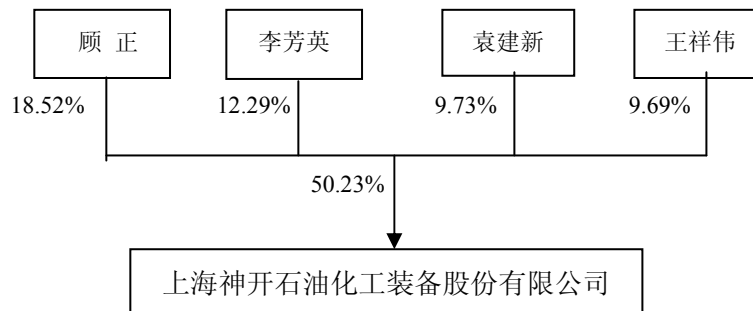 顾 正
李芳英
袁建新
王祥伟
18.52%
12.29%
9.73%
9.69%
50.23%
上海神开石油化工装备股份有限公司